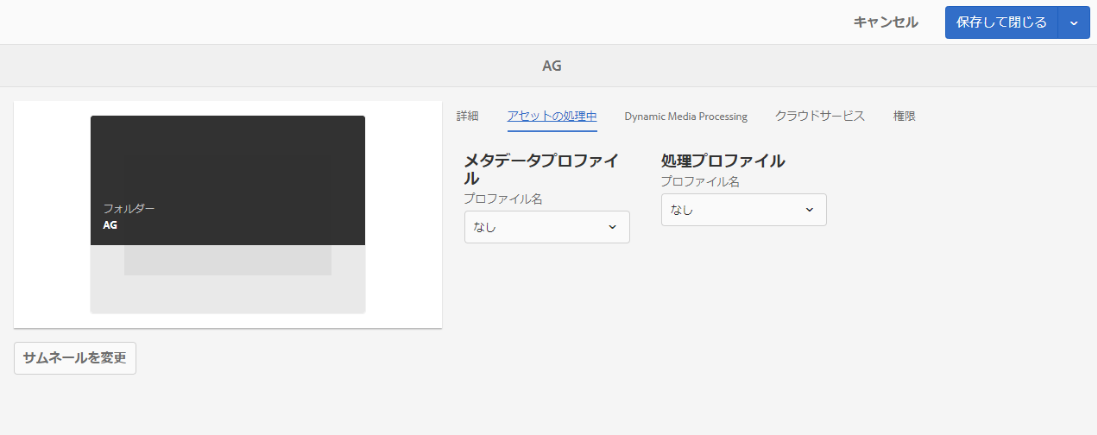 キャンセル
保存して閉じる
AG
フォルダー
AG
サムネールを変更
詳細
アセットの処理中
Dynamic Media Processing
クラウドサービス
権限
メタデータプロファイ
ル
プロファイル名
なし
処理プロファイル
プロファイル名
なし